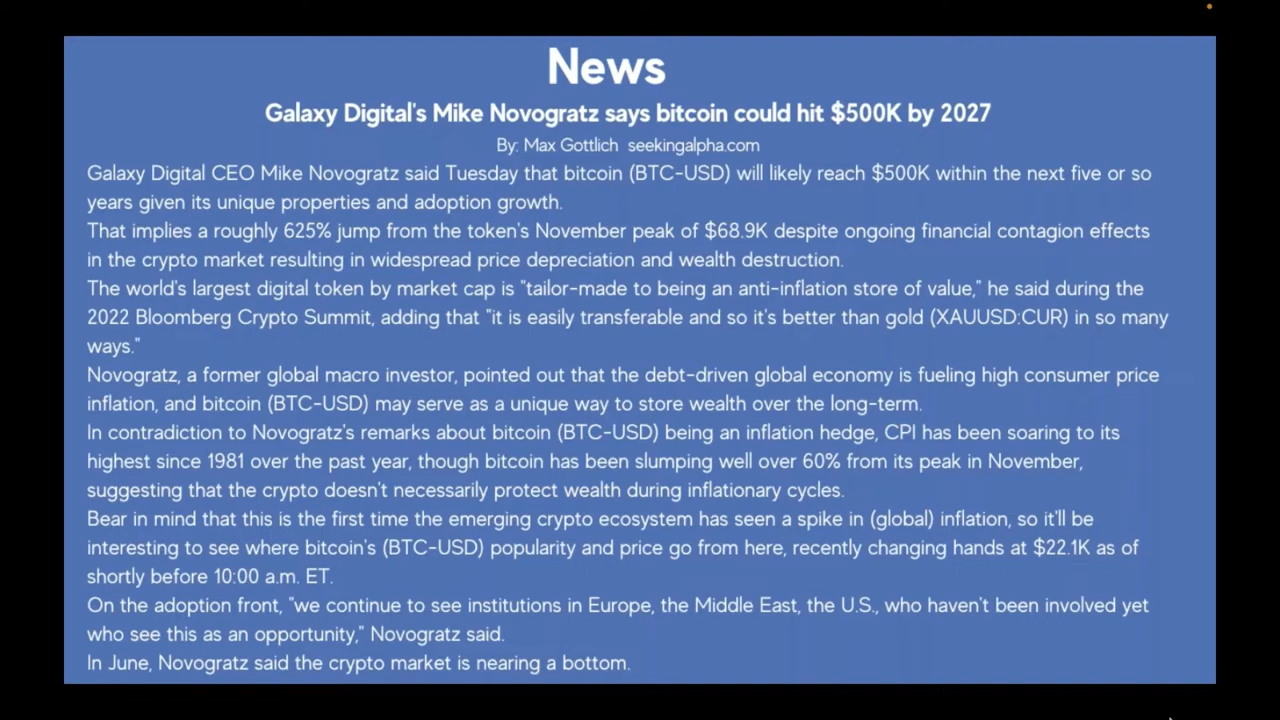 News
Galaxy Digital's Mike Novogratz says bitcoin could hit $500K by 2027
By: Max Gottlich seekingalpha.com
Galaxy Digital CEO Mike Novogratz said Tuesday that bitcoin (BTC-USD) will likely reach $500K within the next five or so
years given its unique properties and adoption growth.
That implies a roughly 625% jump from the token's November peak of $68.9K despite ongoing financial contagion effects
in the crypto market resulting in widespread price depreciation and wealth destruction.
The world's largest digital token by market cap is "tailor-made to being an anti-inflation store of value," he said during the
2022 Bloomberg Crypto Summit, adding that "it is easily transferable and so it's better than gold (XAUUSD:CUR) in so many
ways."
Novogratz, a former global macro investor, pointed out that the debt-driven global economy is fueling high consumer price
inflation, and bitcoin (BTC-USD) may serve as a unique way to store wealth over the long-term.
In contradiction to Novogratz's remarks about bitcoin (BTC-USD) being an inflation hedge, CPI has been soaring to its
highest since 1981 over the past year, though bitcoin has been slumping well over 60% from its peak in November,
suggesting that the crypto doesn't necessarily protect wealth during inflationary cycles.
Bear in mind that this is the first time the emerging crypto ecosystem has seen a spike in (global) inflation, so it'll be
interesting to see where bitcoin's (BTC-USD) popularity and price go from here, recently changing hands at $22.1K as of
shortly before 10:00 a.m. ET.
On the adoption front, "we continue to see institutions in Europe, the Middle East, the U.S., who haven't been involved yet
who see this as an opportunity," Novogratz said.
In June, Novogratz said the crypto market is nearing a bottom.